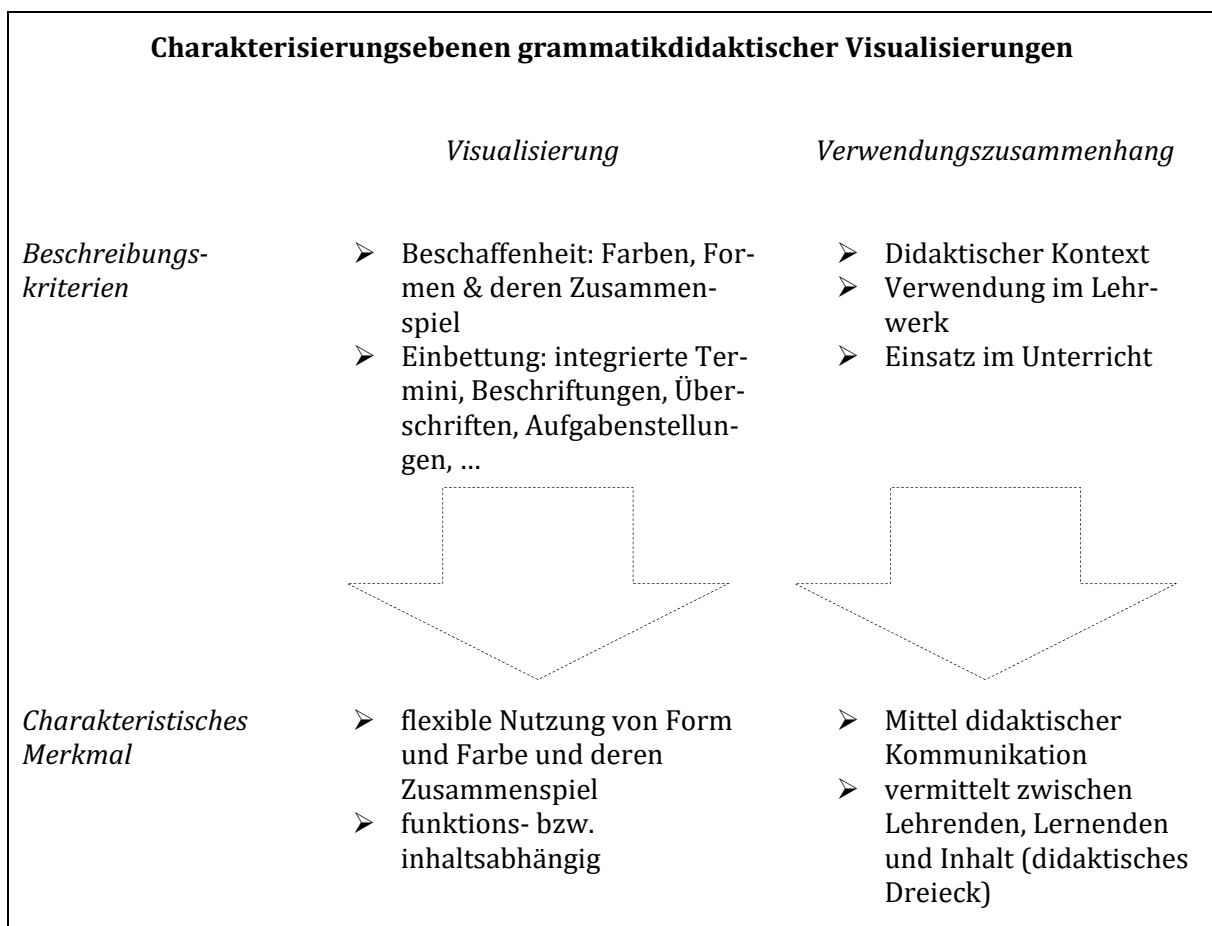 Charakterisierungsebenen grammatikdidaktischer Visualisierungen
Visualisierung
Verwendungszusammenhang
Beschreibungs-
kriterien
➢ Beschaffenheit: Farben, For-
men & deren Zusammen-
spiel
➢ Einbettung: integrierte Ter-
mini, Beschriftungen, Über-
schriften, Aufgabenstellun-
gen, …
➢ Didaktischer Kontext
➢ Verwendung im Lehr-
werk
➢ Einsatz im Unterricht
Charakteristisches
Merkmal
➢ flexible Nutzung von Form
und Farbe und deren
Zusammenspiel
➢ funktions- bzw.
inhaltsabhängig
➢ Mittel didaktischer
Kommunikation
➢ vermittelt zwischen
Lehrenden, Lernenden
und Inhalt (didaktisches
Dreieck)